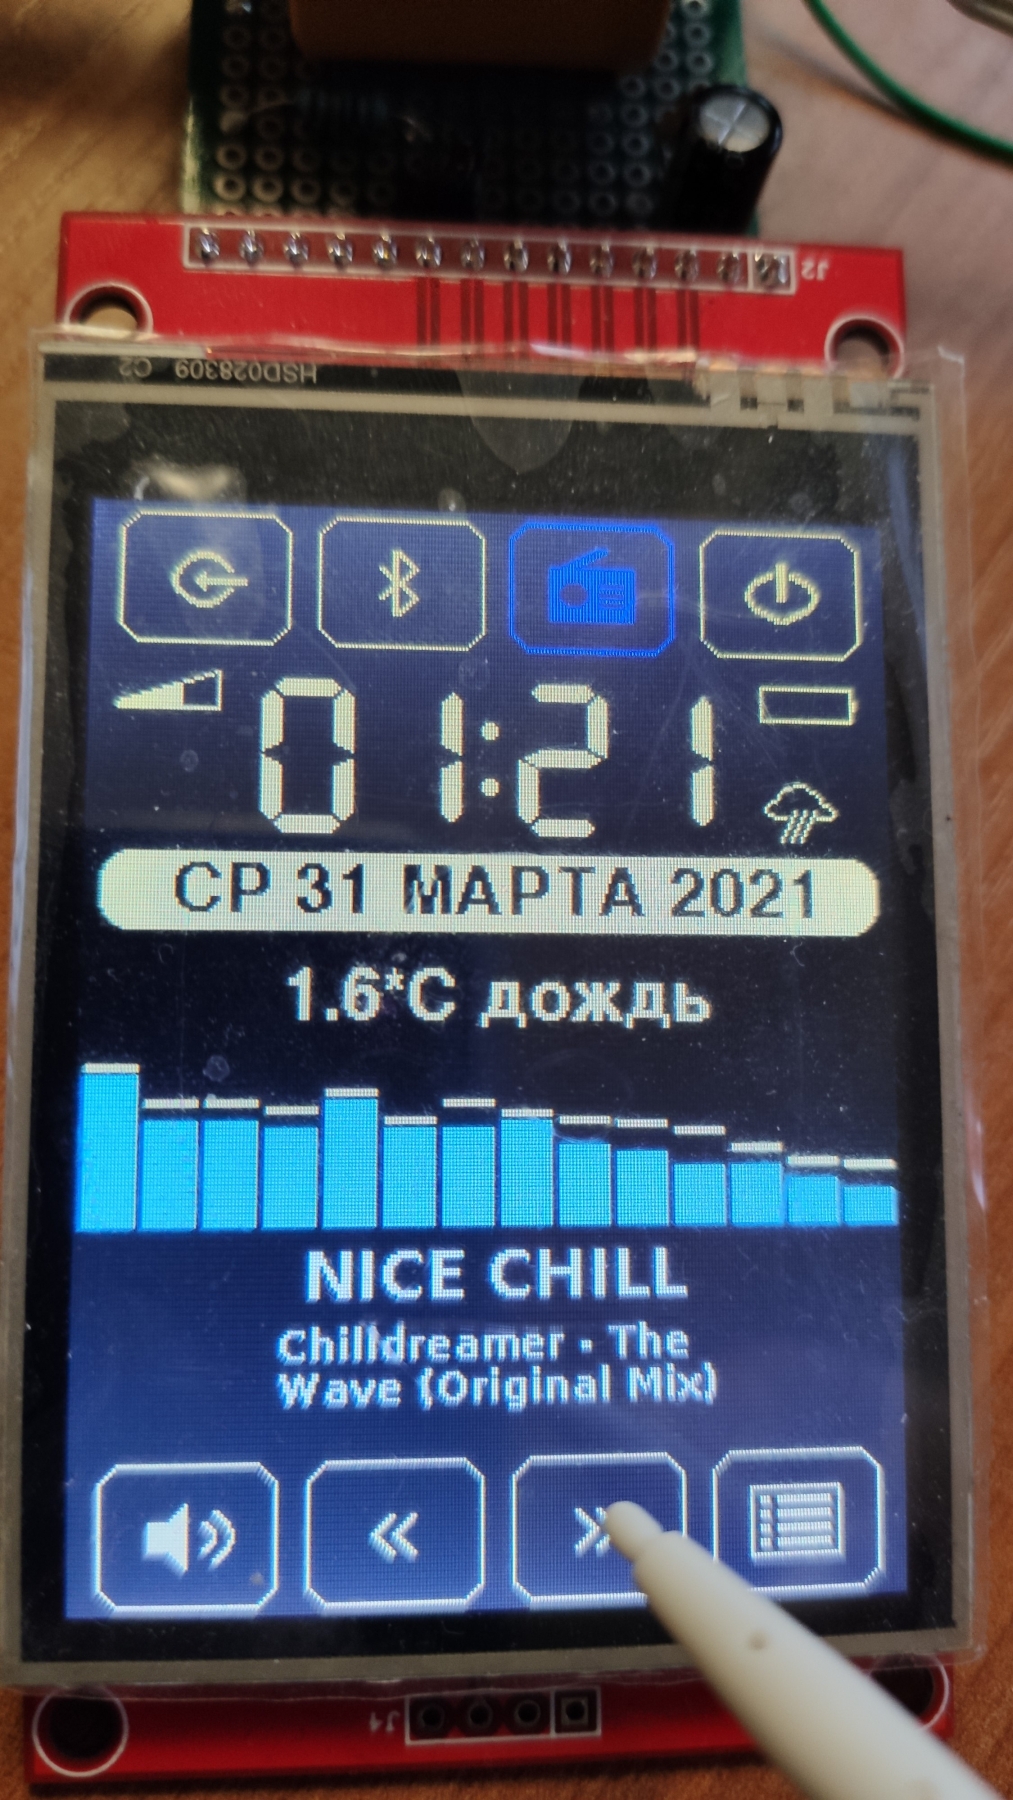 J2
HSD028309 C2
01:21
СР 31 МАРТА 2021
1.6*C дождь
NICE CHILL
Chilldreamer - The
Wave (Original Mix)
J4